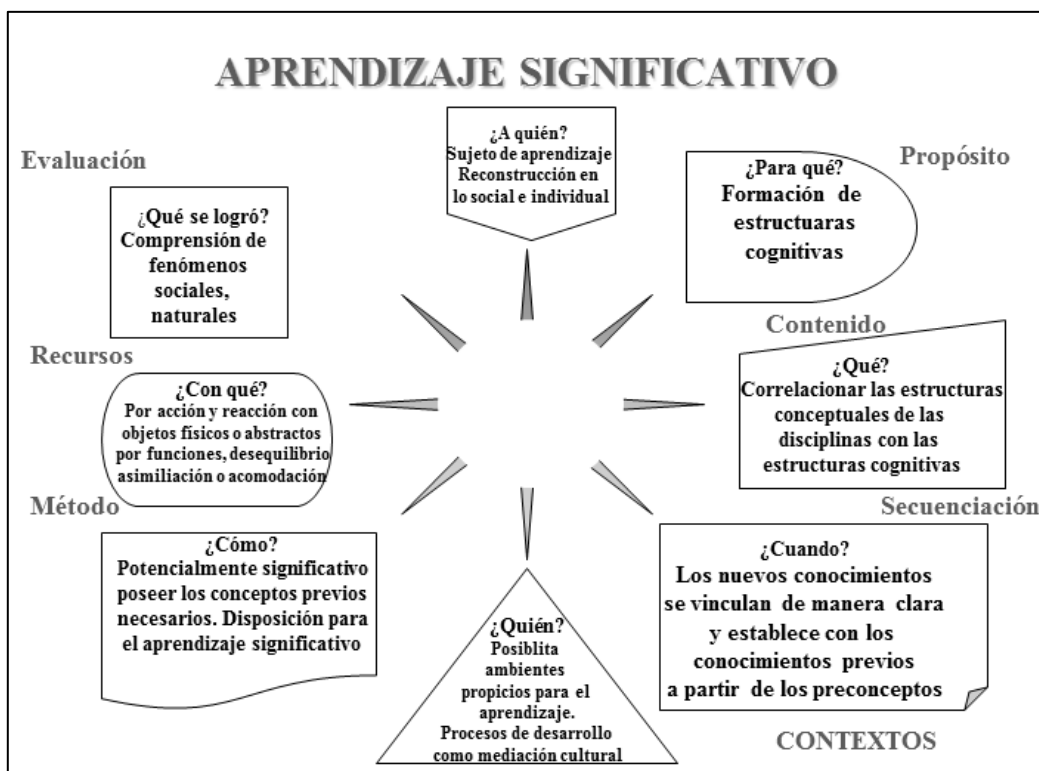 APRENDIZAJE SIGNIFICATIVO
¿A quién?
Sujeto de aprendizaje
Reconstrucción en
lo social e individual
Propósito
¿Para qué?
Formación de
estructuaras
cognitivas
Contenido
¿Qué?
Correlacionar las estructuras
conceptuales de las
disciplinas con las
estructuras cognitivas
Secuenciación
¿Cuando?
Los nuevos conocimientos
se vinculan de manera clara
y establece con los
conocimientos previos
a partir de los preconceptos
CONTEXTOS
¿Quién?
Posiblita
ambientes
propicios para el
aprendizaje.
Procesos de desarrollo
como mediación cultural
Método
¿Cómo?
Potencialmente significativo
poseer los conceptos previos
necesarios. Disposición para
el aprendizaje significativo
Recursos
¿Con qué?
Por acción y reacción con
objetos físicos o abstractos
por funciones, desequilibrio
asimiliación o acomodación
Evaluación
¿Qué se logró?
Comprensión de
fenómenos
sociales,
naturales